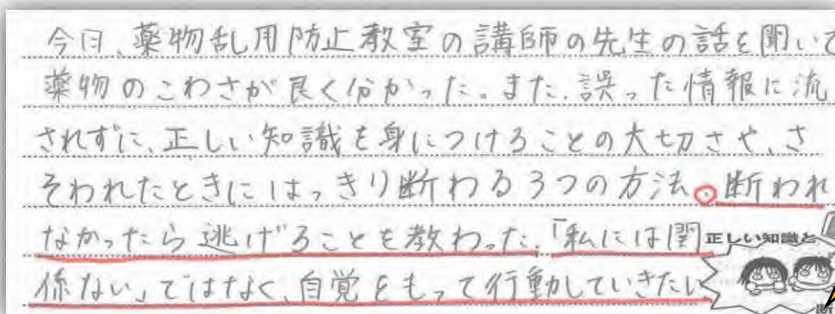 今日、薬物乱用防止教室の講師の先生の話を聞いて
薬物のこわさが良く分かった。また、誤った情報に流
されずに、正しい知識を身につけることの大切さや、さ
そわれたときにはっきり断わる3つの方法。断われ
なかったら逃げることを教わった。「私には関
係ない」ではなく、自覚をもって行動していきたい
正しい知識と